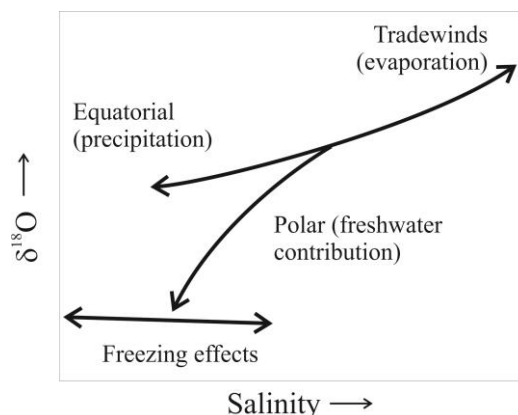 Tradewinds
(evaporation)
Equatorial
(precipitation)
δ¹⁸O →
Polar (freshwater
contribution)
Freezing effects
Salinity →